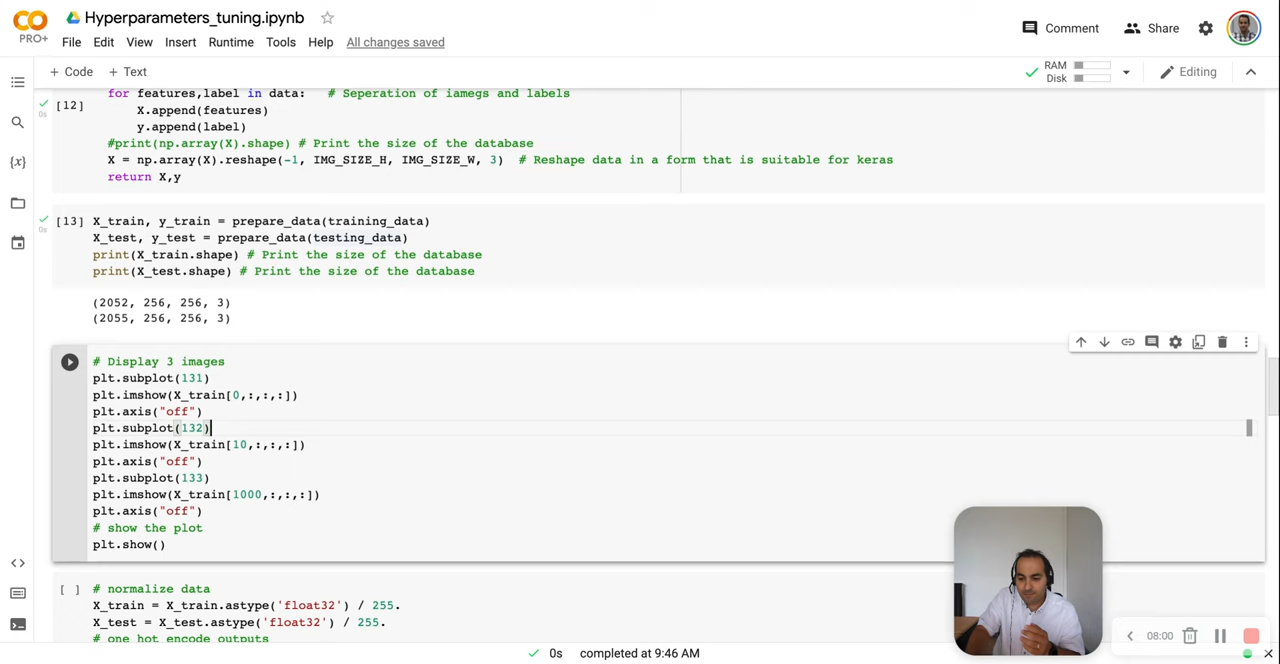 Hyperparameters_tuning.ipynb
PRO+
File Edit View Insert Runtime Tools Help All changes saved
Comment Share
+ Code + Text
RAM
Disk
Editing
for features,label in data: # Seperation of iamegs and labels
[12]
0s
X.append(features)
y.append(label)
#print(np.array(X).shape) # Print the size of the database
X = np.array(X).reshape(-1, IMG_SIZE_H, IMG_SIZE_W, 3) # Reshape data in a form that is suitable for keras
return X,y
[13] X_train, y_train = prepare_data(training_data)
0s
X_test, y_test = prepare_data(testing_data)
print(X_train.shape) # Print the size of the database
print(X_test.shape) # Print the size of the database
(2052, 256, 256, 3)
(2055, 256, 256, 3)
# Display 3 images
plt.subplot(131)
plt.imshow(X_train[0,:,:,:])
plt.axis("off")
plt.subplot(132)
plt.imshow(X_train[10,:,:,:])
plt.axis("off")
plt.subplot(133)
plt.imshow(X_train[1000,:,:,:])
plt.axis("off")
# show the plot
plt.show()
[ ] # normalize data
X_train = X_train.astype('float32') / 255.
X_test = X_test.astype('float32') / 255.
# one hot encode outputs
08:00
0s completed at 9:46 AM